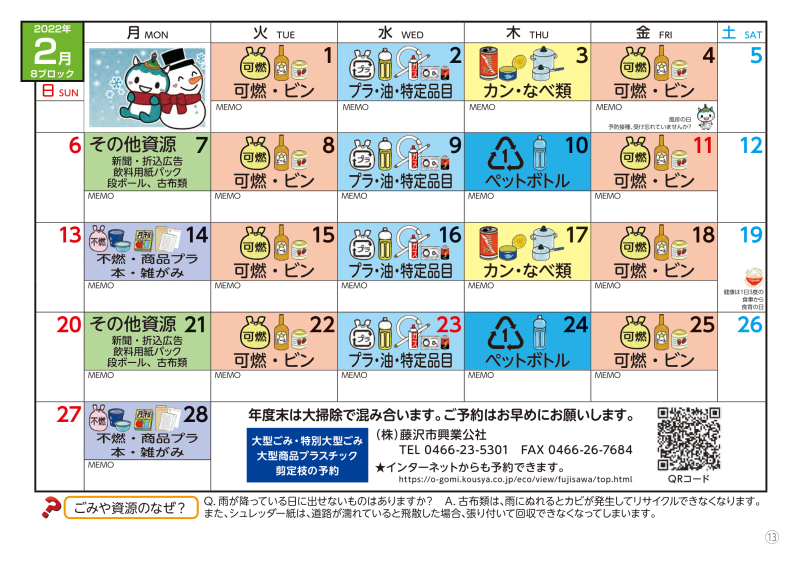 2022年
2月
8ブロック
日 SUN
月 MON
火 TUE
水 WED
木 THU
金 FRI
土 SAT
1
可燃
可燃・ビン
MEMO
2
プラ
プラ・油・特定品目
MEMO
3
カン・なべ類
MEMO
4
可燃
可燃・ビン
MEMO
風疹の日
予防接種、受け忘れていませんか?
5
6
その他資源 7
新聞・折込広告
飲料用紙パック
段ボール、古布類
MEMO
8
可燃
可燃・ビン
MEMO
9
プラ
プラ・油・特定品目
MEMO
10
1
ペットボトル
MEMO
11
可燃
可燃・ビン
MEMO
12
13
14
不燃
不燃・商品プラ
本・雑がみ
MEMO
15
可燃
可燃・ビン
MEMO
16
プラ
プラ・油・特定品目
MEMO
17
カン・なべ類
MEMO
18
可燃
可燃・ビン
MEMO
19
健康は1日3度の
食事から
食育の日
20
その他資源 21
新聞・折込広告
飲料用紙パック
段ボール、古布類
MEMO
22
可燃
可燃・ビン
MEMO
23
プラ
プラ・油・特定品目
MEMO
24
1
ペットボトル
MEMO
25
可燃
可燃・ビン
MEMO
26
27
28
不燃
不燃・商品プラ
本・雑がみ
MEMO
年度末は大掃除で混み合います。ご予約はお早めにお願いします。
大型ごみ・特別大型ごみ
大型商品プラスチック
剪定枝の予約
(株)藤沢市興業公社
TEL 0466-23-5301 FAX 0466-26-7684
★インターネットからも予約できます。
https://o-gomi.kousya.co.jp/eco/view/fujisawa/top.html
QRコード
ごみや資源のなぜ?
Q. 雨が降っている日に出せないものはありますか? A. 古布類は、雨にぬれるとカビが発生してリサイクルできなくなります。
また、シュレッダー紙は、道路が濡れていると飛散した場合、張り付いて回収できなくなってしまいます。
⑬